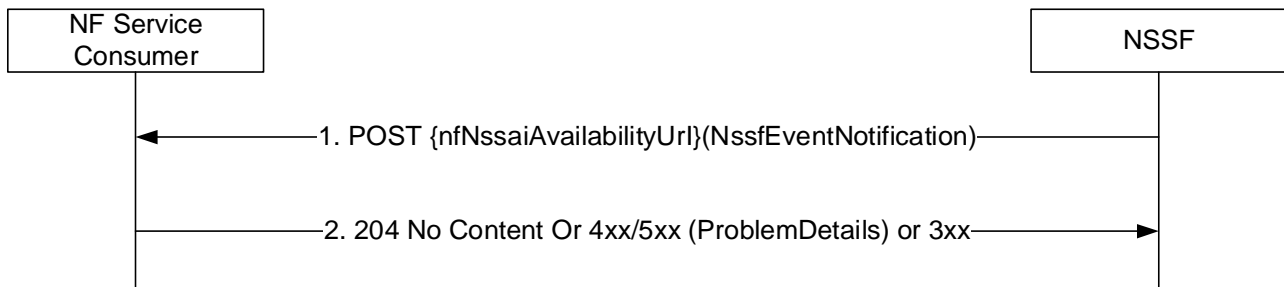 NF Service
Consumer
NSSF
1. POST {nfNssaiAvailabilityUrl}(NssfEventNotification)
2. 204 No Content Or 4xx/5xx (ProblemDetails) or 3xx